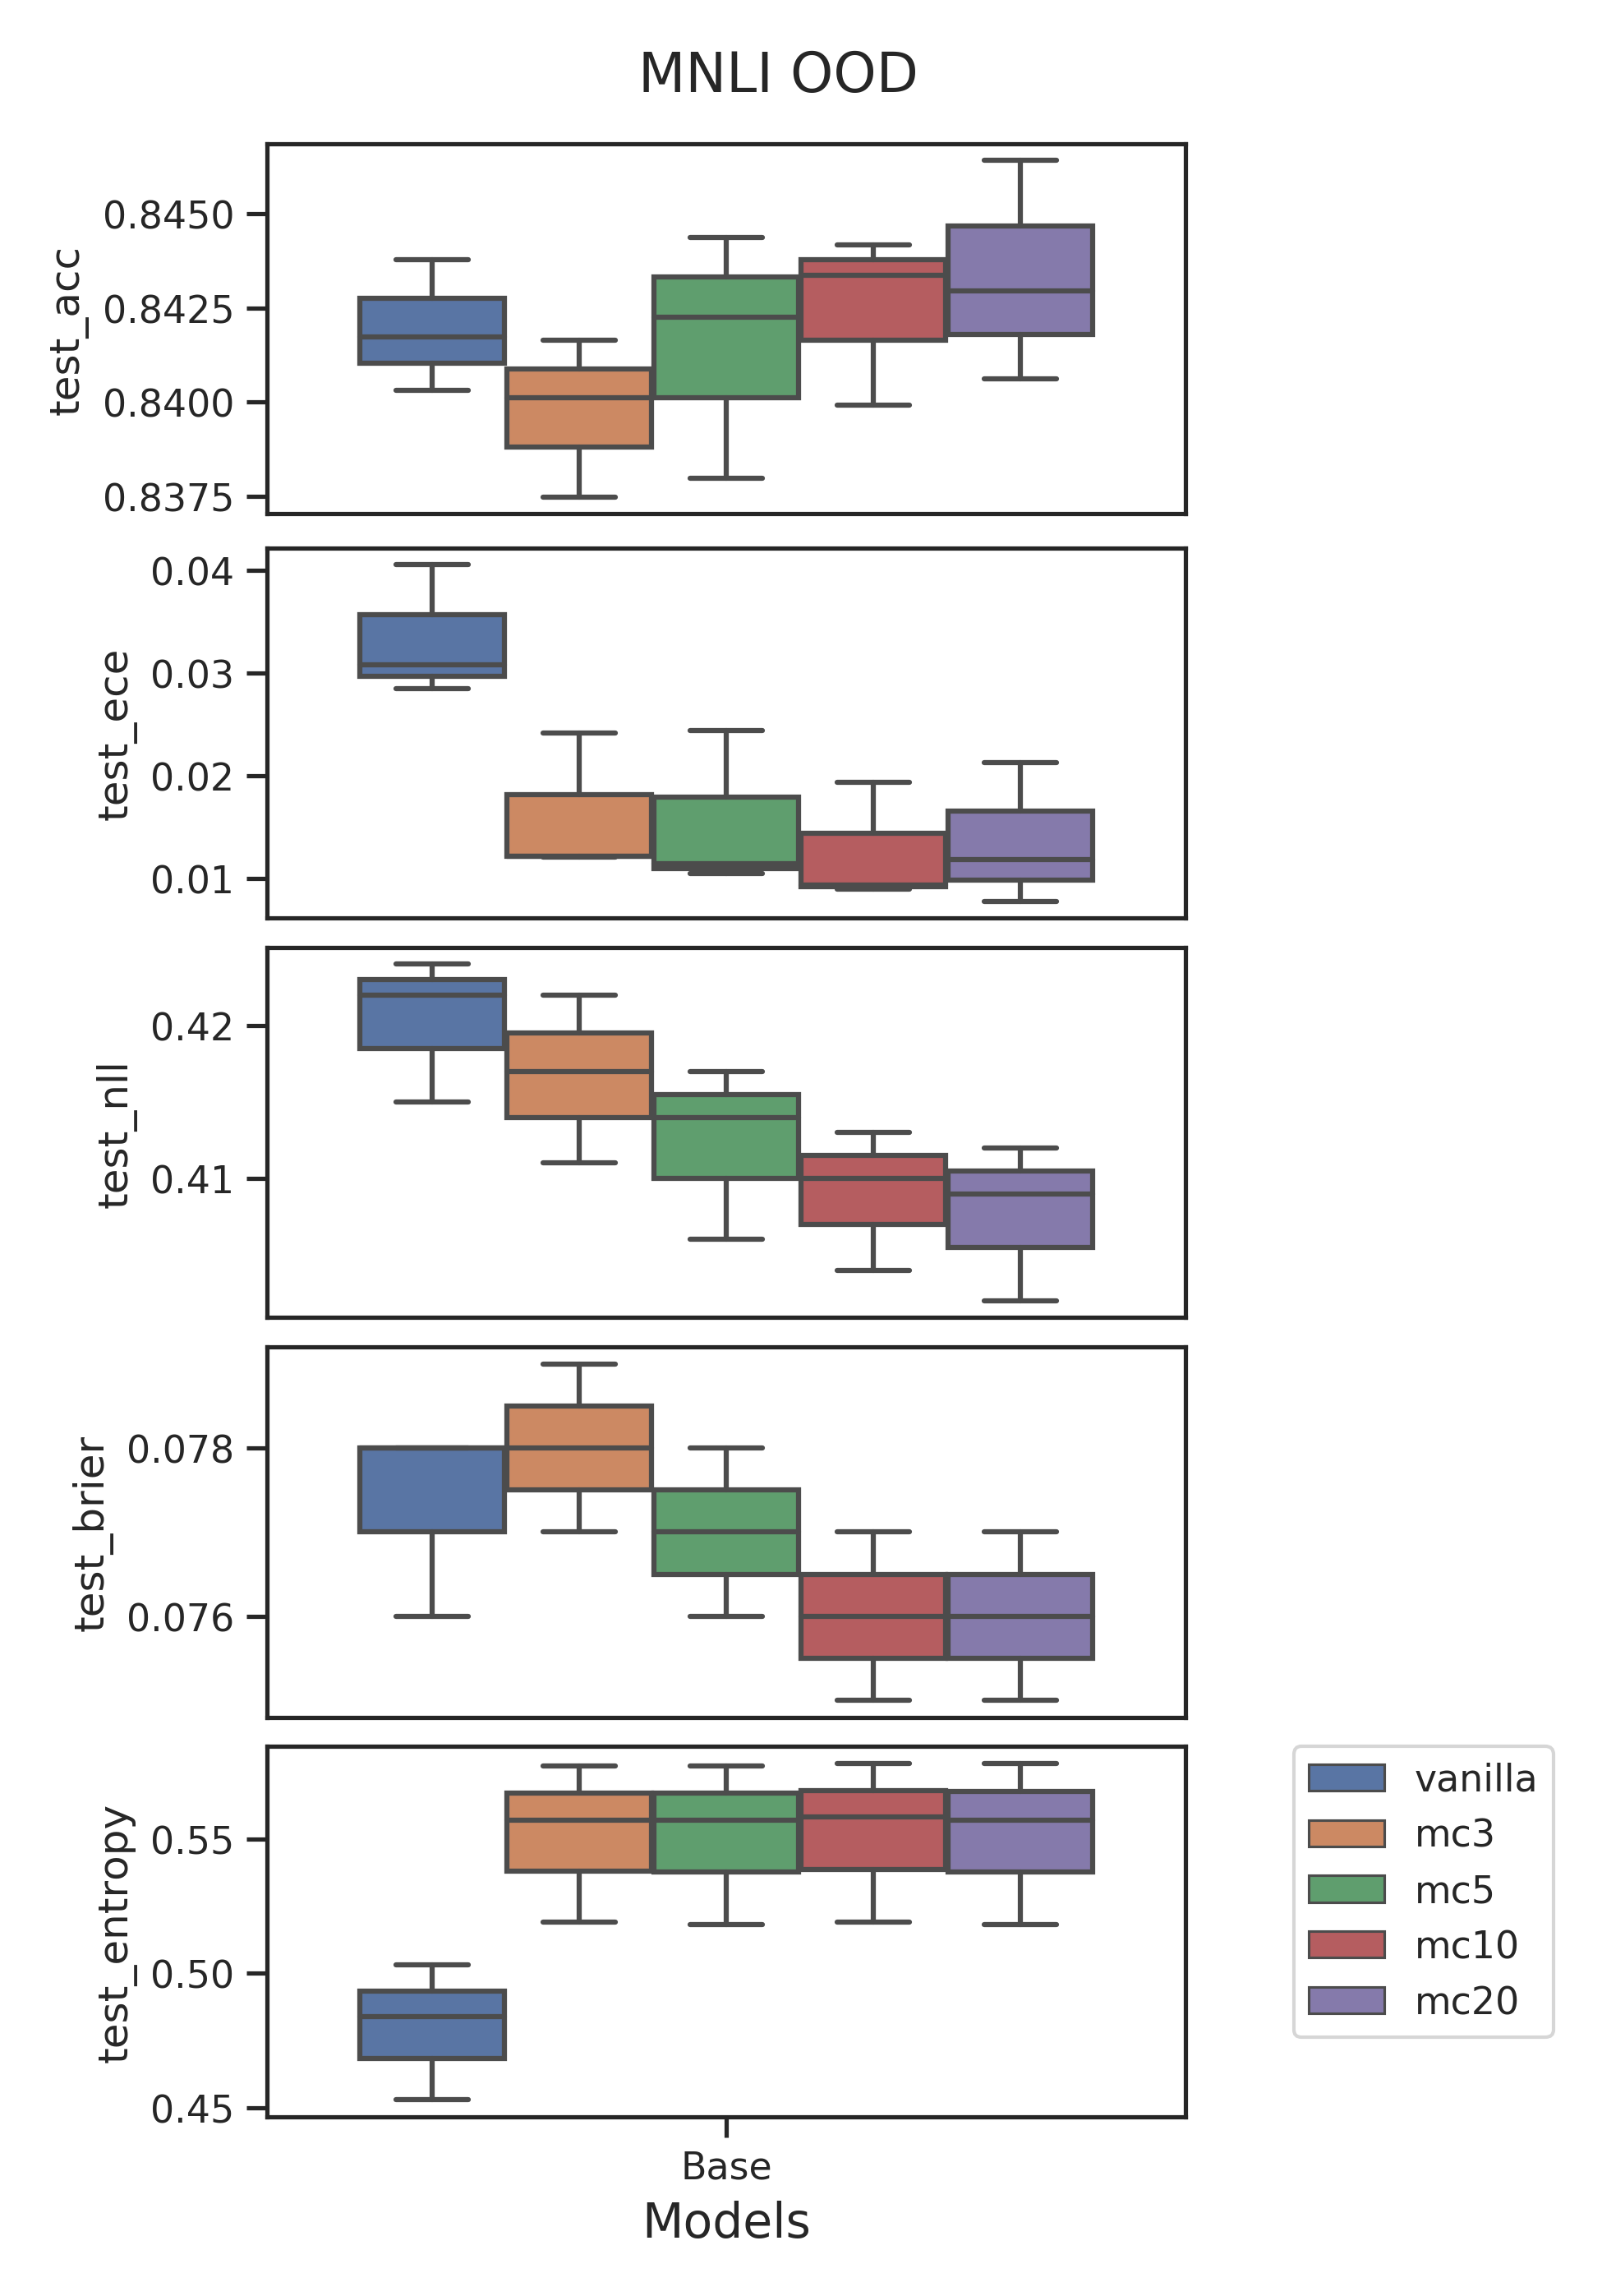 MNLI OOD
test_acc
0.8450
0.8425
0.8400
0.8375
test_ece
0.04
0.03
0.02
0.01
test_nll
0.42
0.41
test_brier
0.078
0.076
test_entropy
0.55
0.50
0.45
Base
Models
vanilla
mc3
mc5
mc10
mc20